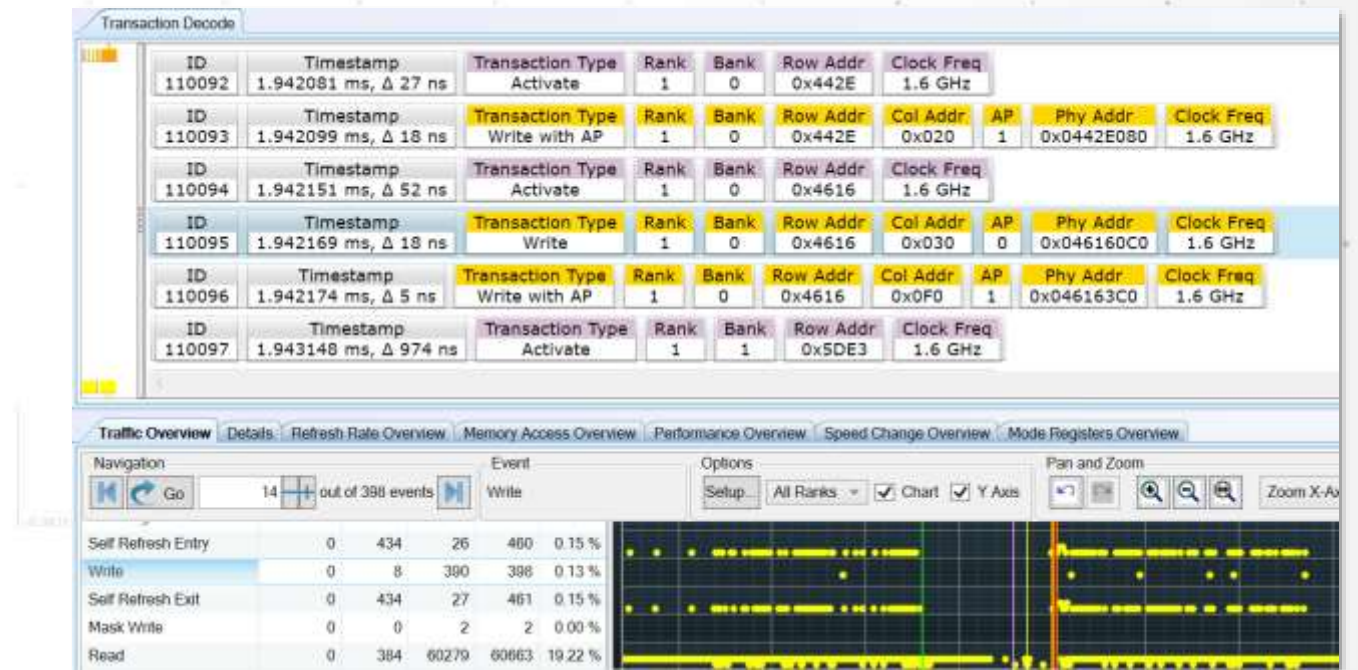 Transaction Decode
ID Timestamp Transaction Type Rank Bank Row Addr Clock Freq
110092 1.942081 ms, Δ 27 ns Activate 1 0 0x442E 1.6 GHz
ID Timestamp Transaction Type Rank Bank Row Addr Col Addr AP Phy Addr Clock Freq
110093 1.942099 ms, Δ 18 ns Write with AP 1 0 0x442E 0x020 1 0x0442E080 1.6 GHz
ID Timestamp Transaction Type Rank Bank Row Addr Clock Freq
110094 1.942151 ms, Δ 52 ns Activate 1 0 0x4616 1.6 GHz
ID Timestamp Transaction Type Rank Bank Row Addr Col Addr AP Phy Addr Clock Freq
110095 1.942169 ms, Δ 18 ns Write 1 0 0x4616 0x030 0 0x046160C0 1.6 GHz
ID Timestamp Transaction Type Rank Bank Row Addr Col Addr AP Phy Addr Clock Freq
110096 1.942174 ms, Δ 5 ns Write with AP 1 0 0x4616 0x0F0 1 0x046163C0 1.6 GHz
ID Timestamp Transaction Type Rank Bank Row Addr Clock Freq
110097 1.943148 ms, Δ 974 ns Activate 1 1 0x5DE3 1.6 GHz
Traffic Overview Details Refresh Rate Overview Memory Access Overview Performance Overview Speed Change Overview Mode Registers Overview
Navigation Event Options Pan and Zoom
Go 14 out of 398 events Write Setup... All Ranks Chart Y Axis Zoom X-Ax
Self Refresh Entry 0 434 26 460 0.15 %
Write 0 8 390 398 0.13 %
Self Refresh Exit 0 434 27 461 0.15 %
Mask Write 0 0 2 2 0.00 %
Read 0 384 60279 60663 19.22 %